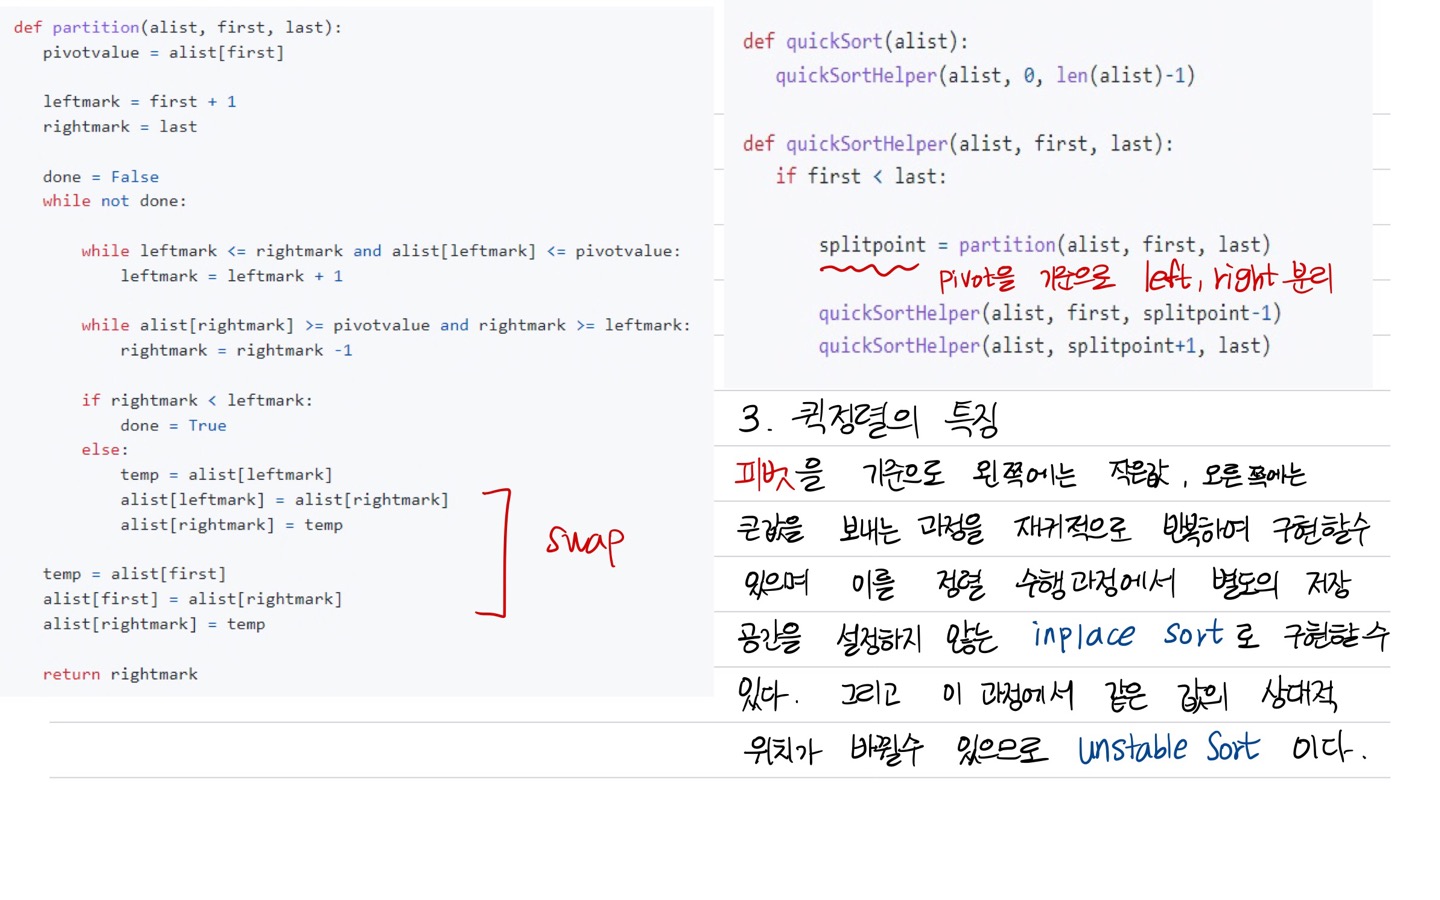 def partition(alist, first, last):
pivotvalue = alist[first]
leftmark = first + 1
rightmark = last
done = False
while not done:
while leftmark <= rightmark and alist[leftmark] <= pivotvalue:
leftmark = leftmark + 1
while alist[rightmark] >= pivotvalue and rightmark >= leftmark:
rightmark = rightmark -1
if rightmark < leftmark:
done = True
else:
temp = alist[leftmark]
alist[leftmark] = alist[rightmark]
alist[rightmark] = temp
swap
temp = alist[first]
alist[first] = alist[rightmark]
alist[rightmark] = temp
return rightmark
def quickSort(alist):
quickSortHelper(alist, 0, len(alist)-1)
def quickSortHelper(alist, first, last):
if first < last:
splitpoint = partition(alist, first, last)
pivot을 기준으로 left, right 분리
quickSortHelper(alist, first, splitpoint-1)
quickSortHelper(alist, splitpoint+1, last)
3. 퀵정렬의 특징
피벗을 기준으로 왼쪽에는 작은값, 오른쪽에는
큰값을 보내는 과정을 재귀적으로 반복하여 구현할수
있으며 이를 정렬 수행과정에서 별도의 저장
공간을 설정하지 않는 inplace sort로 구현할수
있다. 그리고 이 과정에서 같은 값의 상대적
위치가 바뀔수 있으므로 unstable Sort 이다.